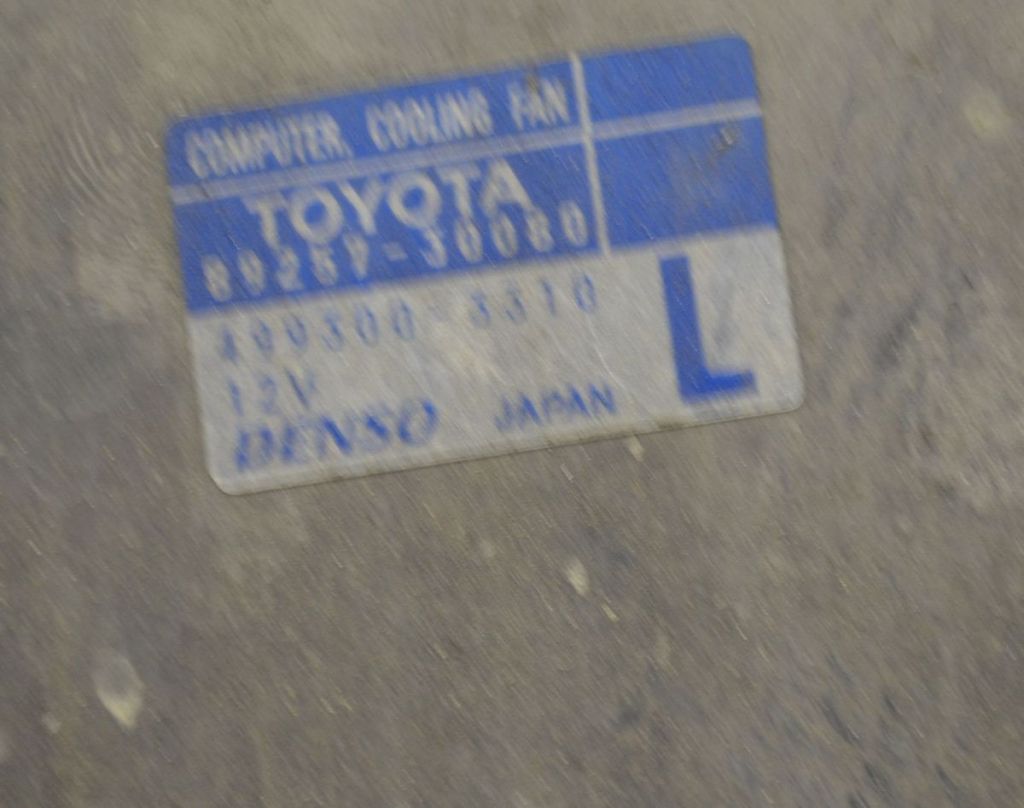 COMPUTER, COOLING FAN
TOYOTA
89257-30080
499300-3310
12V
DENSO JAPAN
L